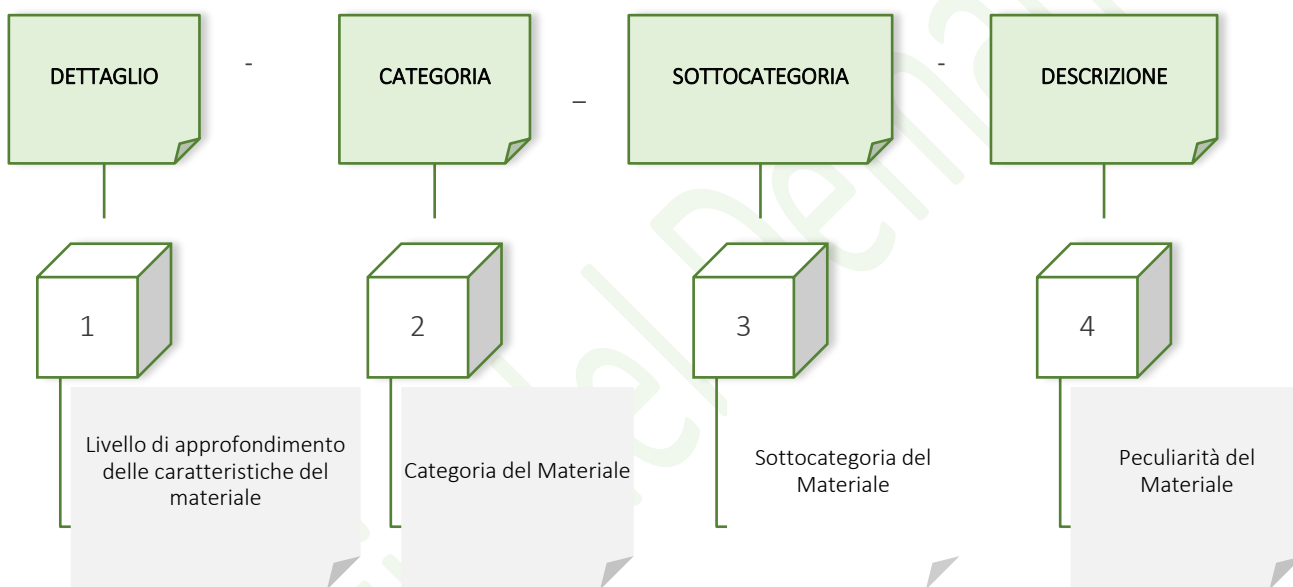 DETTAGLIO - CATEGORIA – SOTTOCATEGORIA - DESCRIZIONE
1 2 3 4
Livello di approfondimento
delle caratteristiche del
materiale
Categoria del Materiale
Sottocategoria del
Materiale
Peculiarità del
Materiale